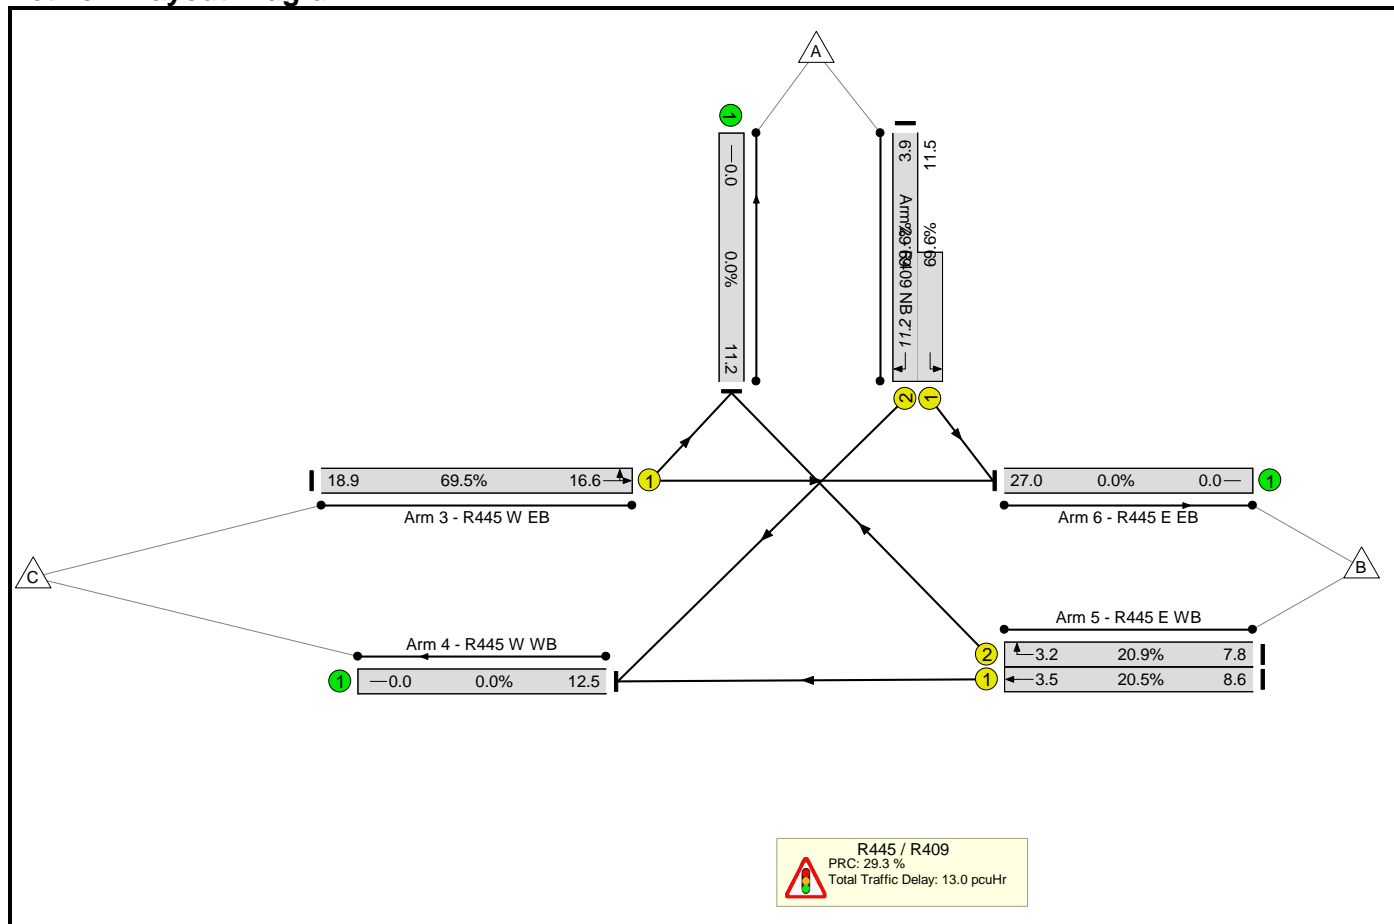 A
1
0.0
0.0%
11.2
3.9
11.5
69.6%
11.2
2
1
18.9 69.5% 16.6
1
Arm 3 - R445 W EB
27.0 0.0% 0.0
1
Arm 6 - R445 E EB
C
B
Arm 4 - R445 W WB
1
0.0 0.0% 12.5
Arm 5 - R445 E WB
2
3.2 20.9% 7.8
1
3.5 20.5% 8.6
R445 / R409
PRC: 29.3 %
Total Traffic Delay: 13.0 pcuHr